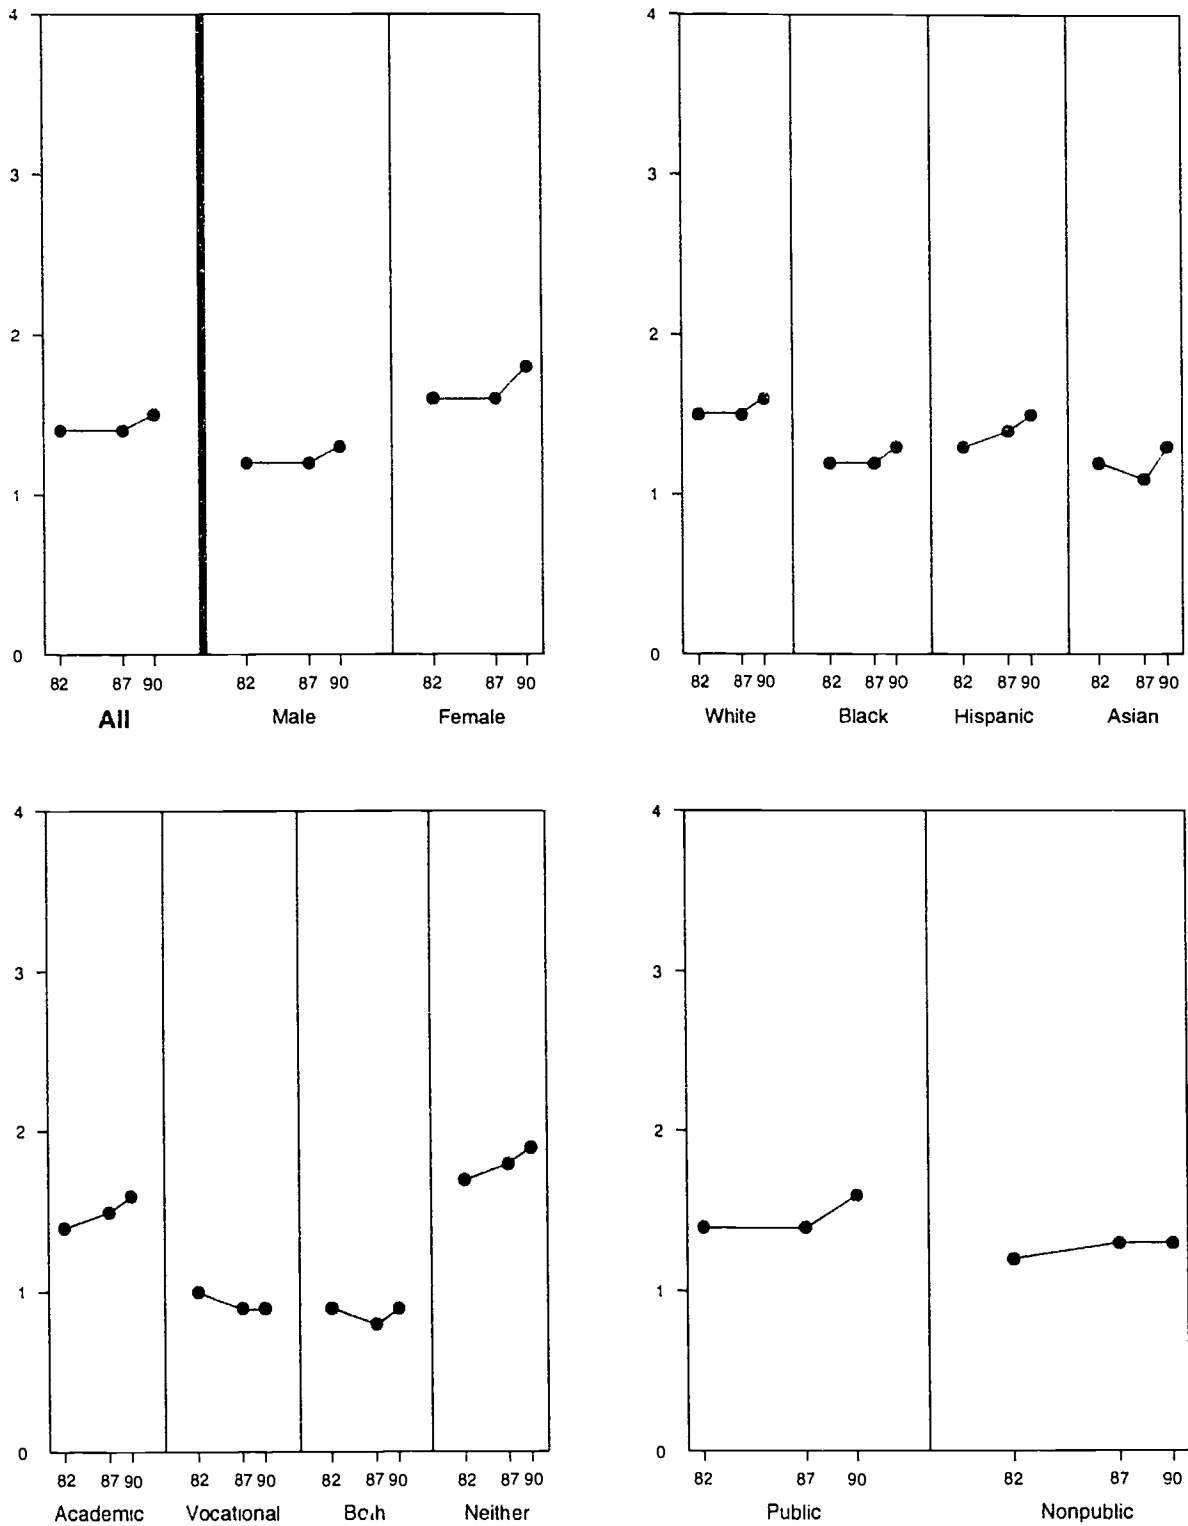 4
3
2
1
0
82 87 90 82 87 90 82 87 90
All Male Female
4
3
2
1
0
82 87 90 82 87 90 82 87 90 82 87 90
White Black Hispanic Asian
4
3
2
1
0
82 87 90 82 87 90 82 87 90 82 87 90
Academic Vocational Both Neither
4
3
2
1
0
82 87 90 82 87 90
Public Nonpublic